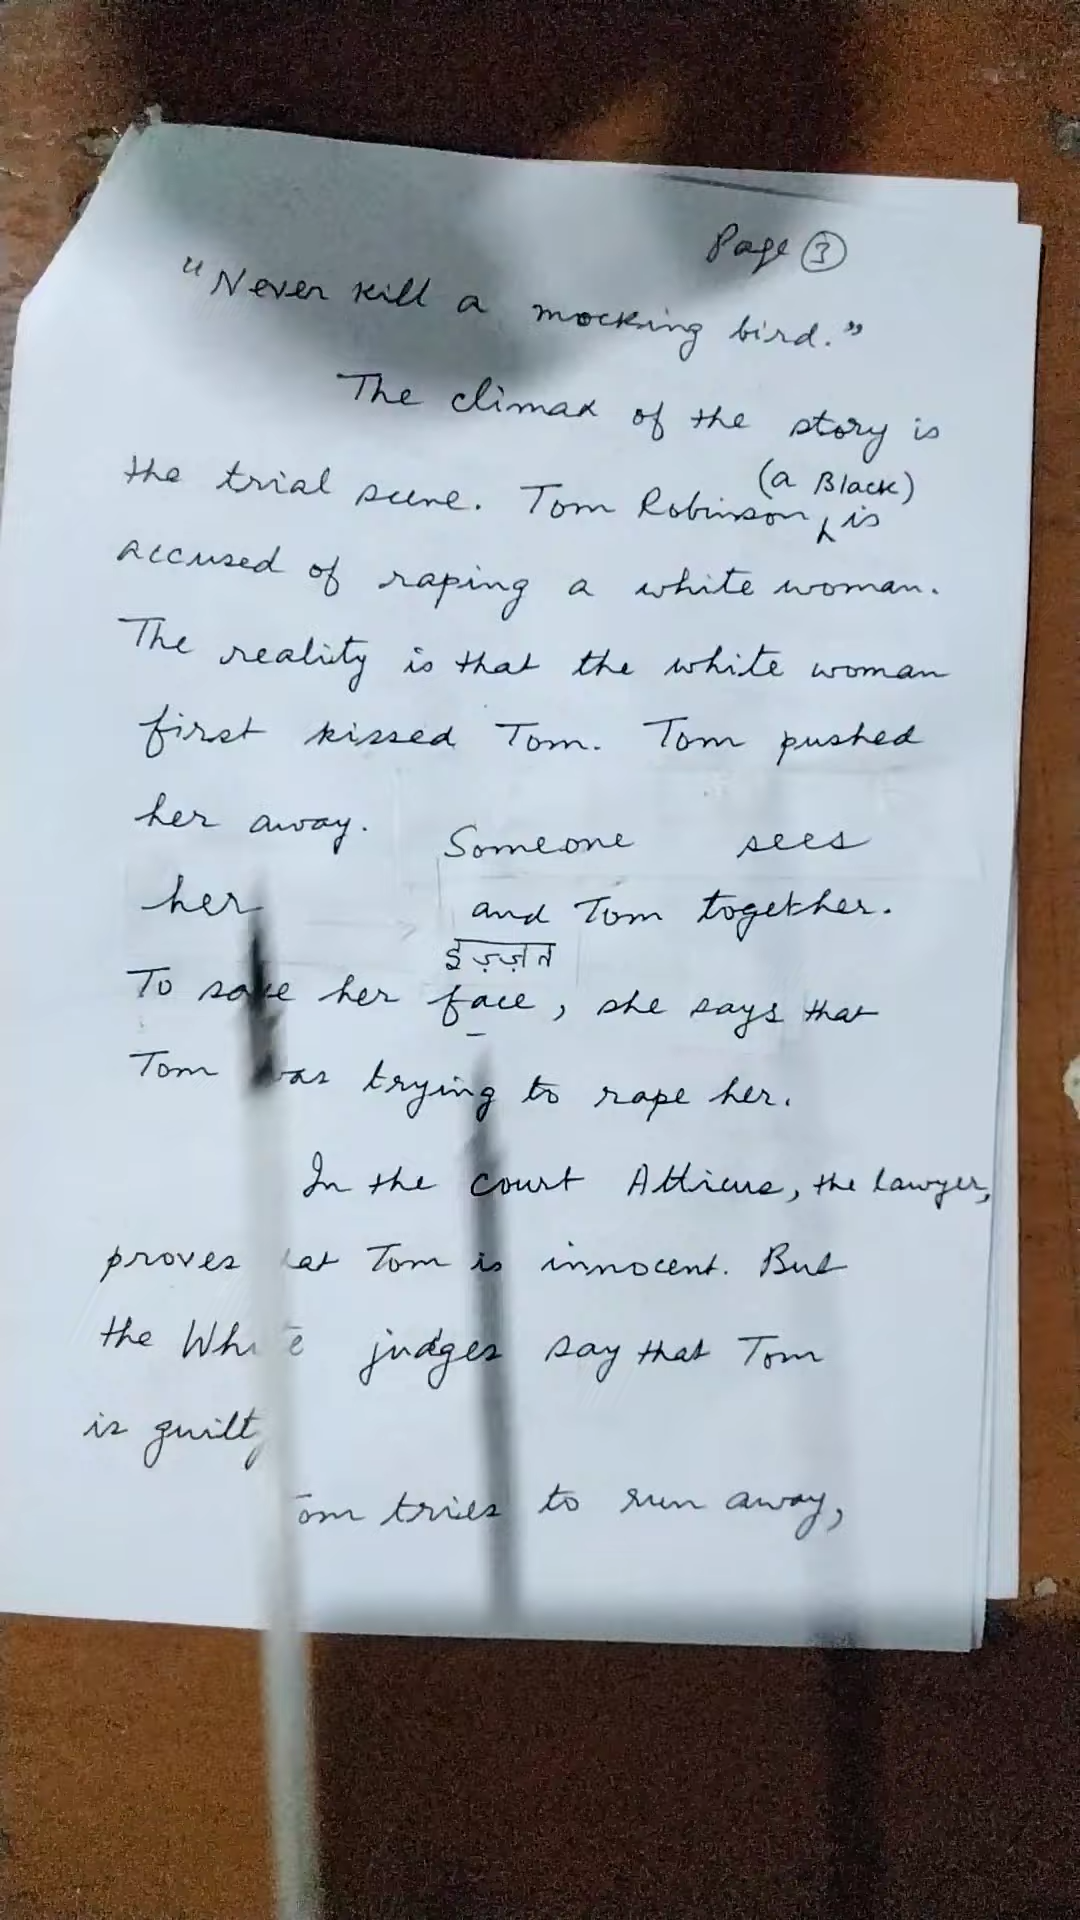 Page 3
"Never kill a mocking bird."
The climax of the story is
(a Black)
the trial scene. Tom Robinson, is
accused of raping a white woman.
The reality is that the white woman
first kissed Tom. Tom pushed
her away. Someone sees
her and Tom together.
इज़्ज़त
To save her face, she says that
Tom was trying to rape her.
In the court Atticus, the lawyer,
proves that Tom is innocent. But
the White judges say that Tom
is guilty
Tom tries to run away,